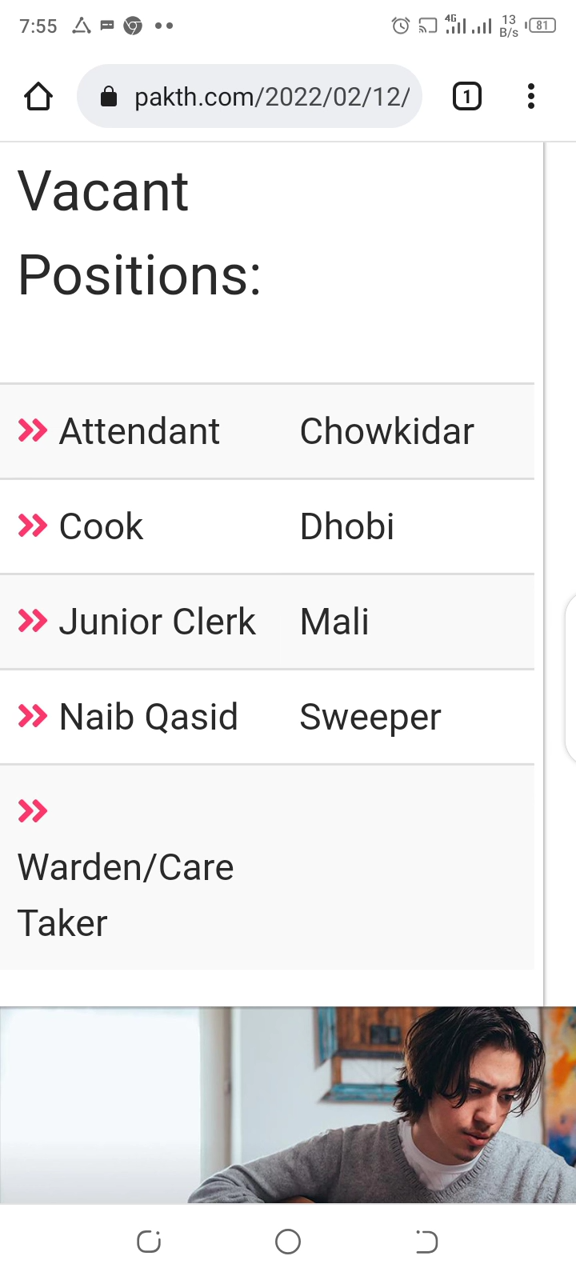 7:55
4G
13
B/s
81
pakth.com/2022/02/12/
1
Vacant
Positions:
Attendant Chowkidar
Cook Dhobi
Junior Clerk Mali
Naib Qasid Sweeper
Warden/Care
Taker